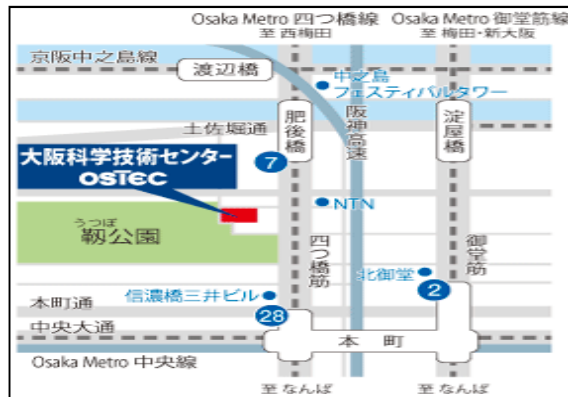 Osaka Metro 四つ橋線
至 西梅田
Osaka Metro 御堂筋線
至 梅田・新大阪
京阪中之島線
渡辺橋
中之島
フェスティバルタワー
土佐堀通
肥後橋
阪神高速
淀屋橋
大阪科学技術センター
OSTEC
7
NTN
うつぼ
靱公園
四つ橋筋
御堂筋
北御堂
2
信濃橋三井ビル
本町通
28
中央大通
本町
Osaka Metro 中央線
至 なんば
至 なんば